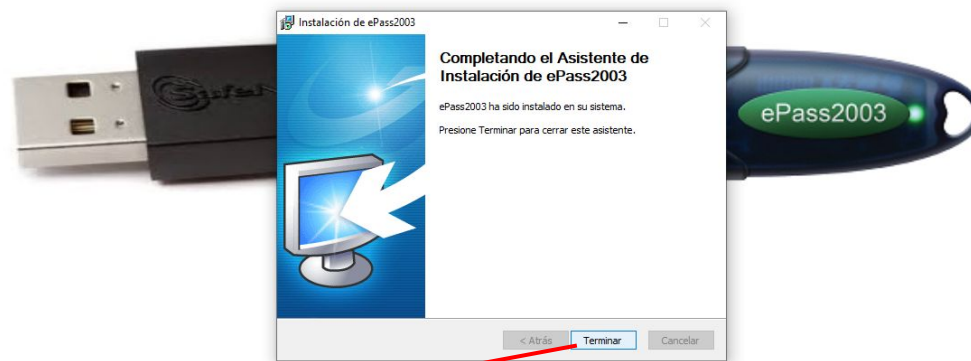 Instalación de ePass2003
Completando el Asistente de
Instalación de ePass2003
ePass2003 ha sido instalado en su sistema.
Presione Terminar para cerrar este asistente.
ePass2003
< Atrás
Terminar
Cancelar